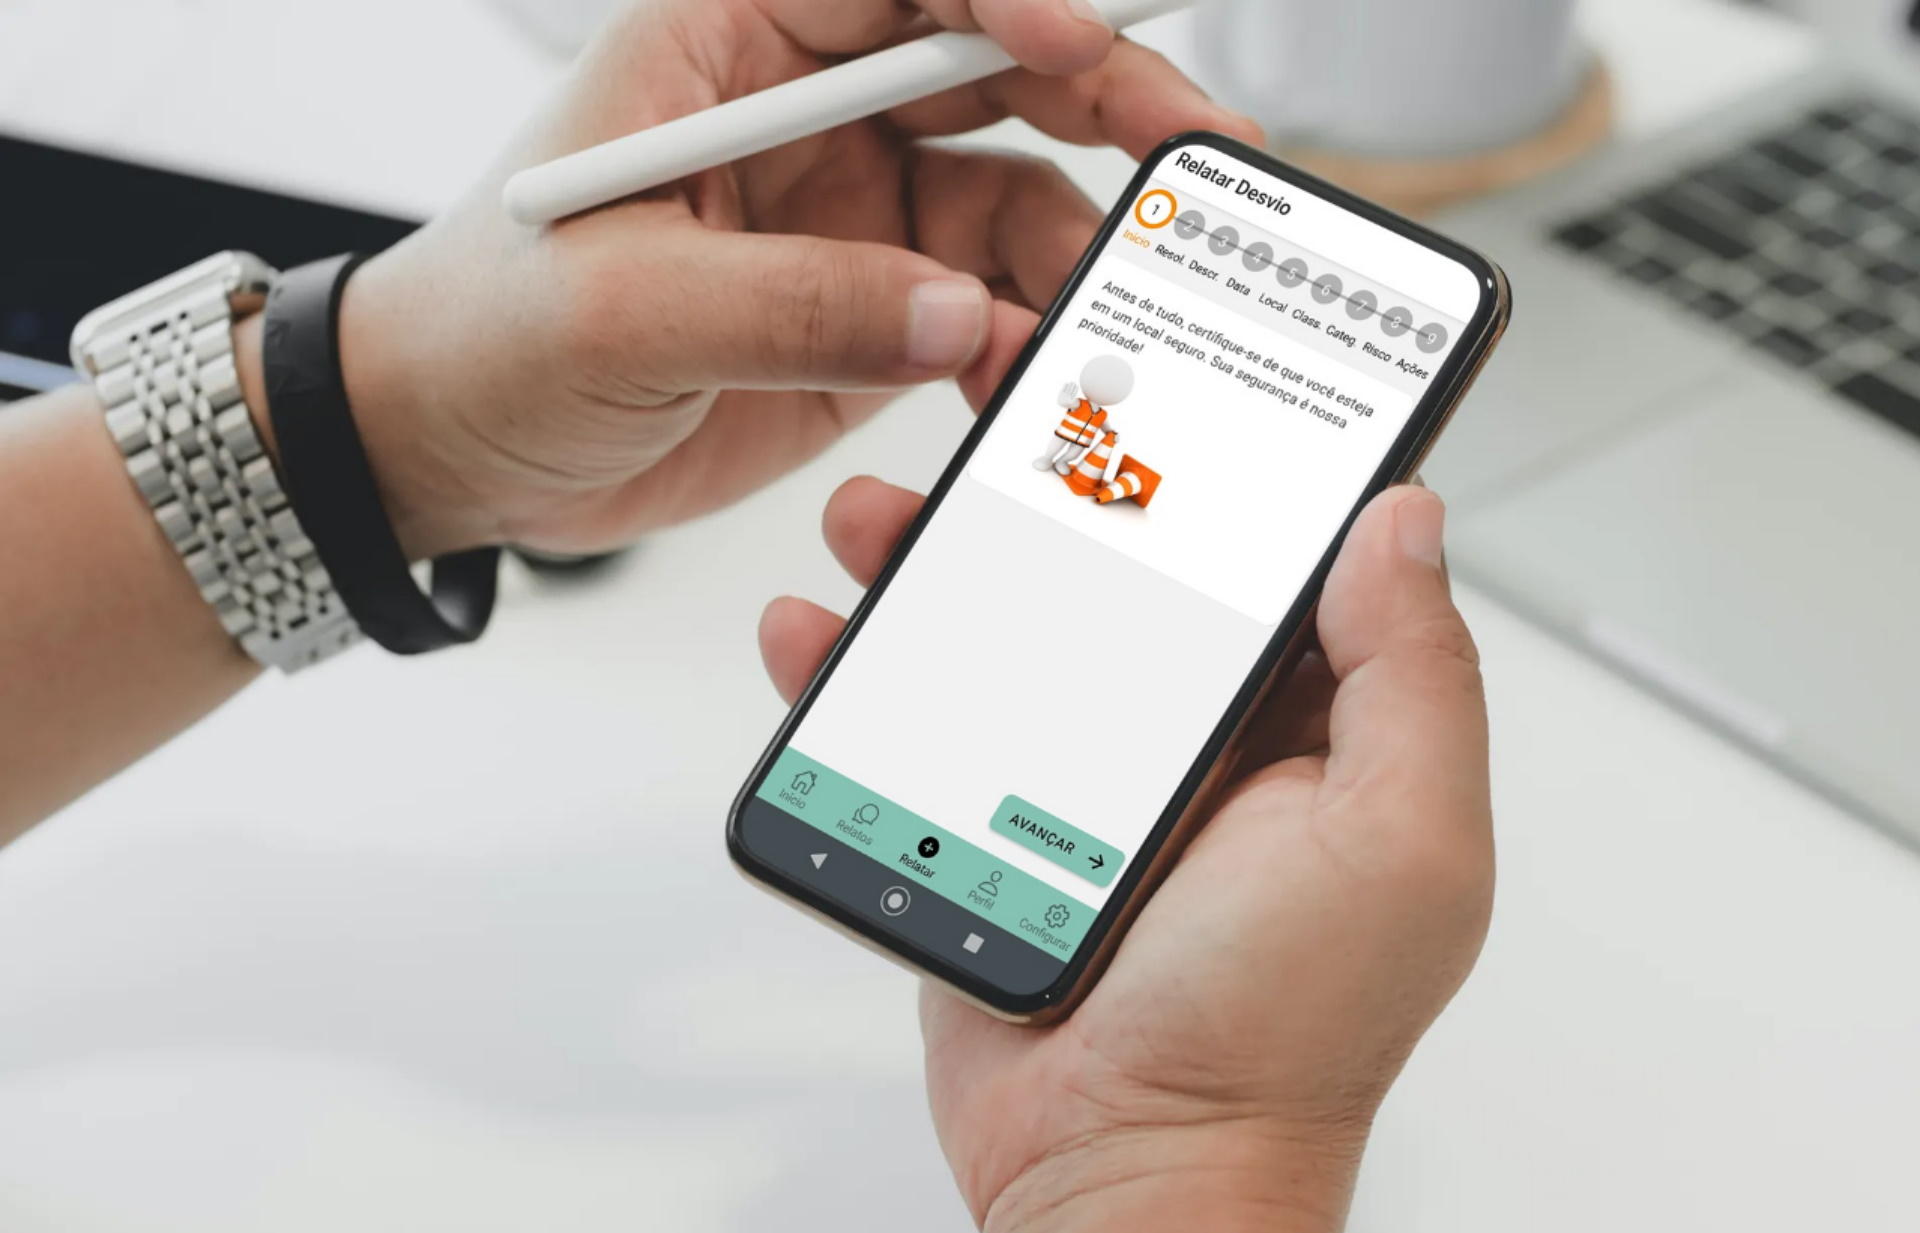 Relatar Desvio
1 2 3 4 5 6 7 8 9
Início Resol. Descr. Data Local Class. Categ. Risco Ações
Antes de tudo, certifique-se de que você esteja
em um local seguro. Sua segurança é nossa
prioridade!
AVANÇAR
Início Relatos Relatar Perfil Configurar